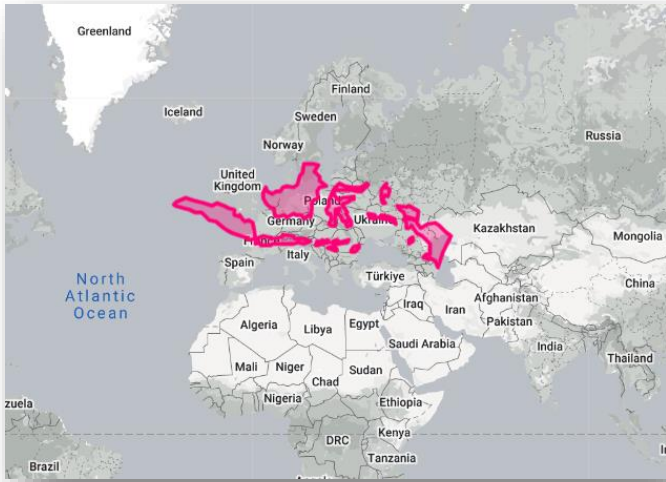 Greenland
Iceland
Finland
Sweden
Norway
Russia
United
Kingdom
Poland
Germany
Ukraine
Kazakhstan
Mongolia
France
Italy
Spain
Türkiye
China
North
Atlantic
Ocean
Iraq
Iran
Afghanistan
Pakistan
Algeria
Libya
Egypt
Saudi Arabia
India
Thailand
Mali
Niger
Chad
Sudan
Nigeria
Ethiopia
zuela
DRC
Kenya
Tanzania
Brazil